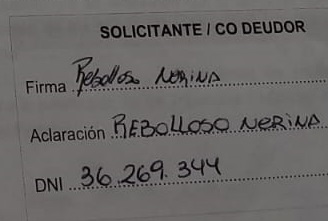 SOLICITANTE / CO DEUDOR
Firma Rebolloso NERINA
Aclaración REBOLLOSO NERINA
DNI 36.269.344